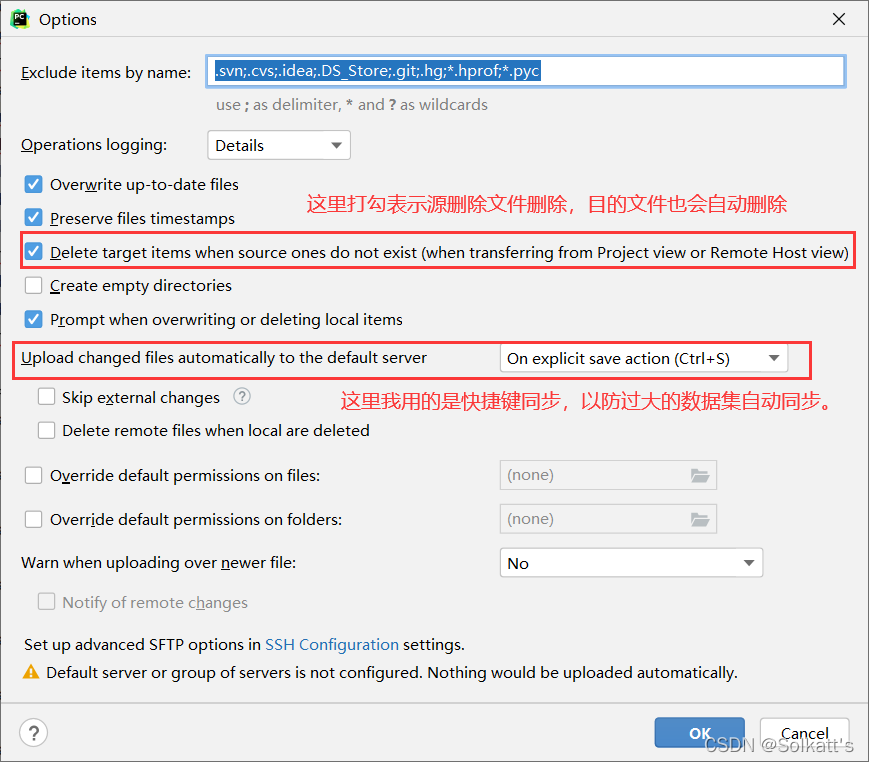 PC
Options
Exclude items by name: .svn;.cvs;.idea;.DS_Store;.git;.hg;*.hprof;*.pyc
use ; as delimiter, * and ? as wildcards
Operations logging: Details
Overwrite up-to-date files
这里打勾表示源删除文件删除，目的文件也会自动删除
Preserve files timestamps
Delete target items when source ones do not exist (when transferring from Project view or Remote Host view)
Create empty directories
Prompt when overwriting or deleting local items
Upload changed files automatically to the default server On explicit save action (Ctrl+S)
Skip external changes ?
这里我用的是快捷键同步，以防过大的数据集自动同步。
Delete remote files when local are deleted
Override default permissions on files: (none)
Override default permissions on folders: (none)
Warn when uploading over newer file: No
Notify of remote changes
Set up advanced SFTP options in SSH Configuration settings.
Default server or group of servers is not configured. Nothing would be uploaded automatically.
? OK Cancel
CSDN @Solkatt's